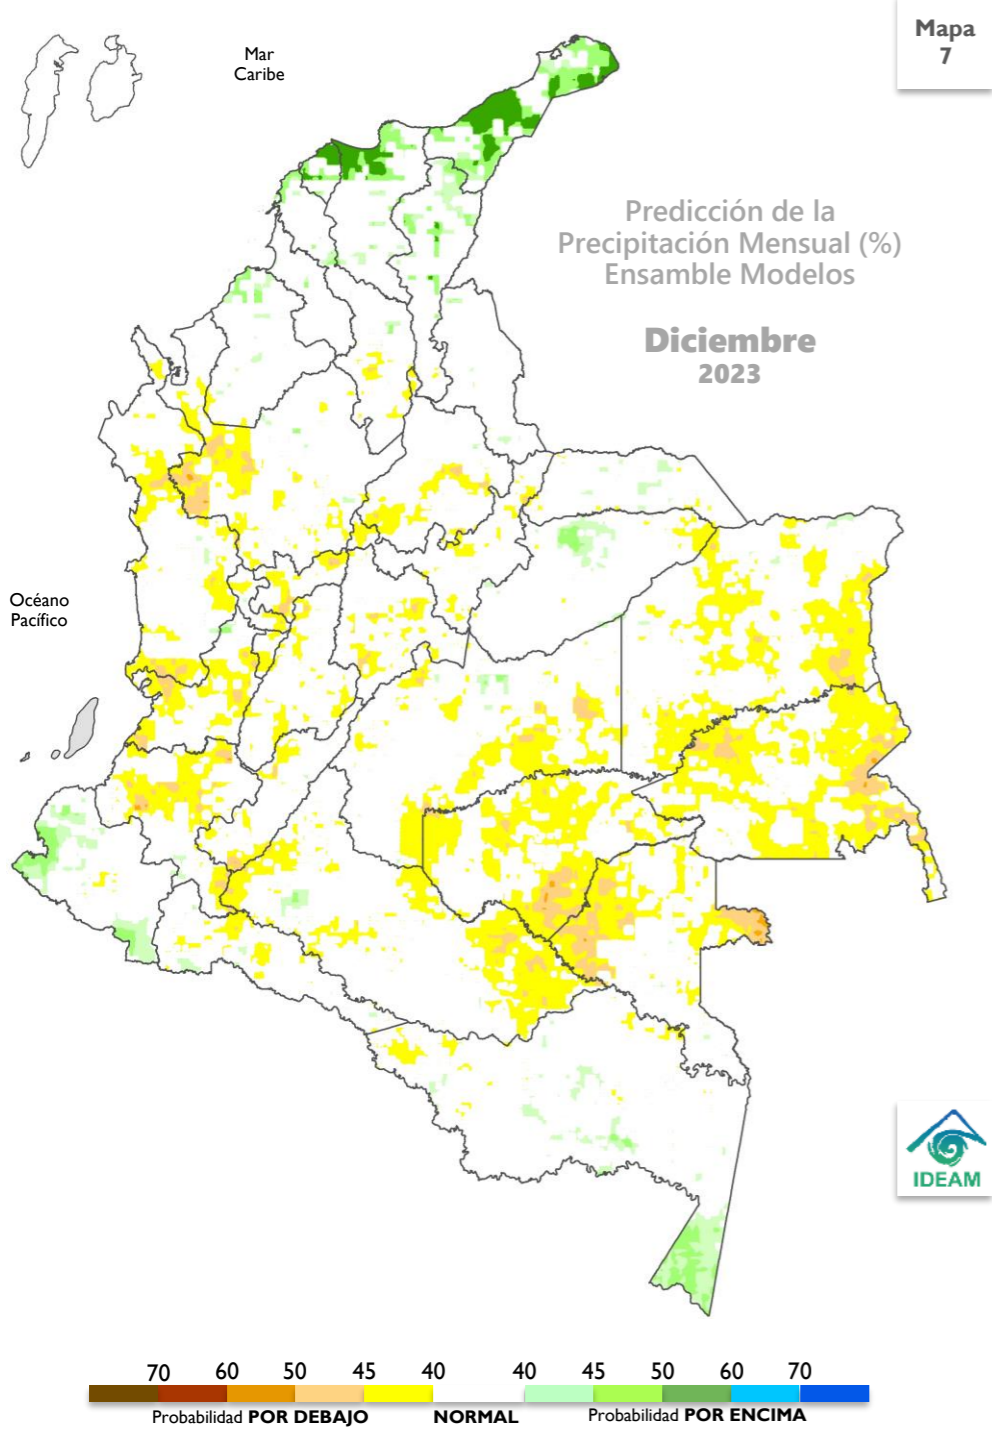 Mapa
7
Mar
Caribe
Predicción de la
Precipitación Mensual (%)
Ensamble Modelos
Diciembre
2023
Océano
Pacífico
IDEAM
70 60 50 45 40 40 45 50 60 70
Probabilidad POR DEBAJO NORMAL Probabilidad POR ENCIMA